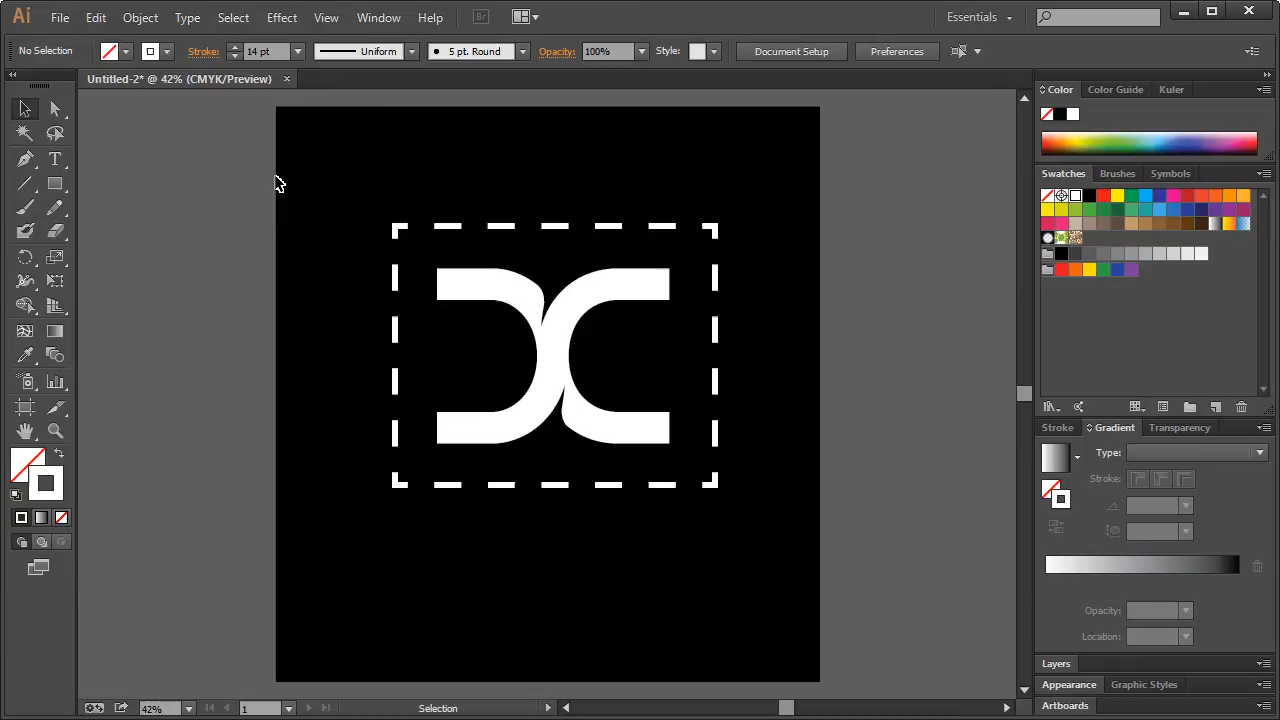 Ai File Edit Object Type Select Effect View Window Help Br Essentials
No Selection Stroke: 14 pt Uniform 5 pt. Round Opacity: 100% Style: Document Setup Preferences
Untitled-2* @ 42% (CMYK/Preview) ×
Color Color Guide Kuler
Swatches Brushes Symbols
Stroke Gradient Transparency
Type:
Stroke:
Opacity:
Location:
Layers
Appearance Graphic Styles
Artboards
42% 1 Selection